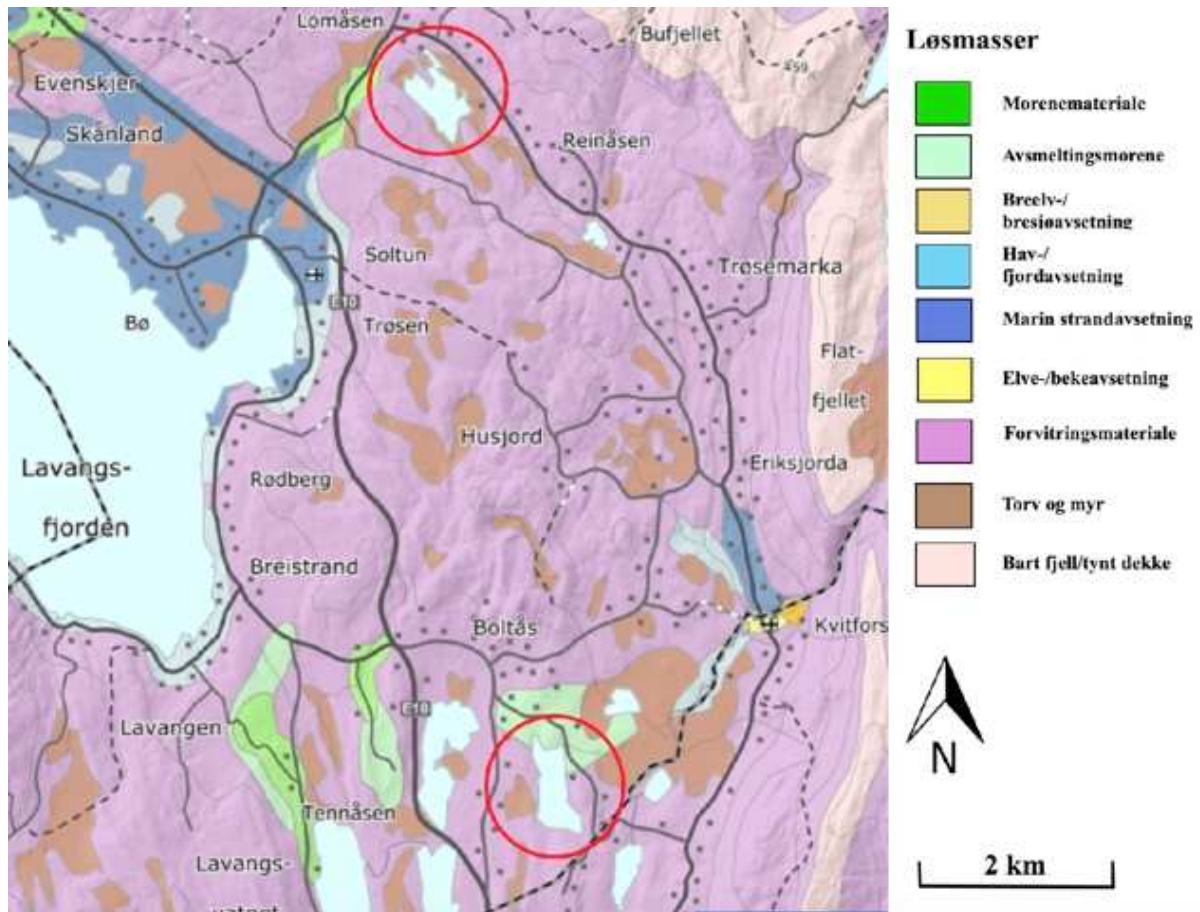 Lomåsen
Bufjellet
E59
Evenskjer
Skånland
Reinåsen
Soltun
E10
Trøsen
Bø
Trøsemarka
Flat-
fjellet
Husjord
Eriksjorda
Lavangs-
fjorden
Rødberg
Breistrand
Boltås
Kvitfors
E10
Lavangen
Tennåsen
Lavangs-
vatnet
Løsmasser
Morenemateriale
Avsmeltingsmorene
Breelv-/
bresjøavsetning
Hav-/
fjordavsetning
Marin strandavsetning
Elve-/bekeavsetning
Forvitringsmateriale
Torv og myr
Bart fjell/tynt dekke
N
2 km